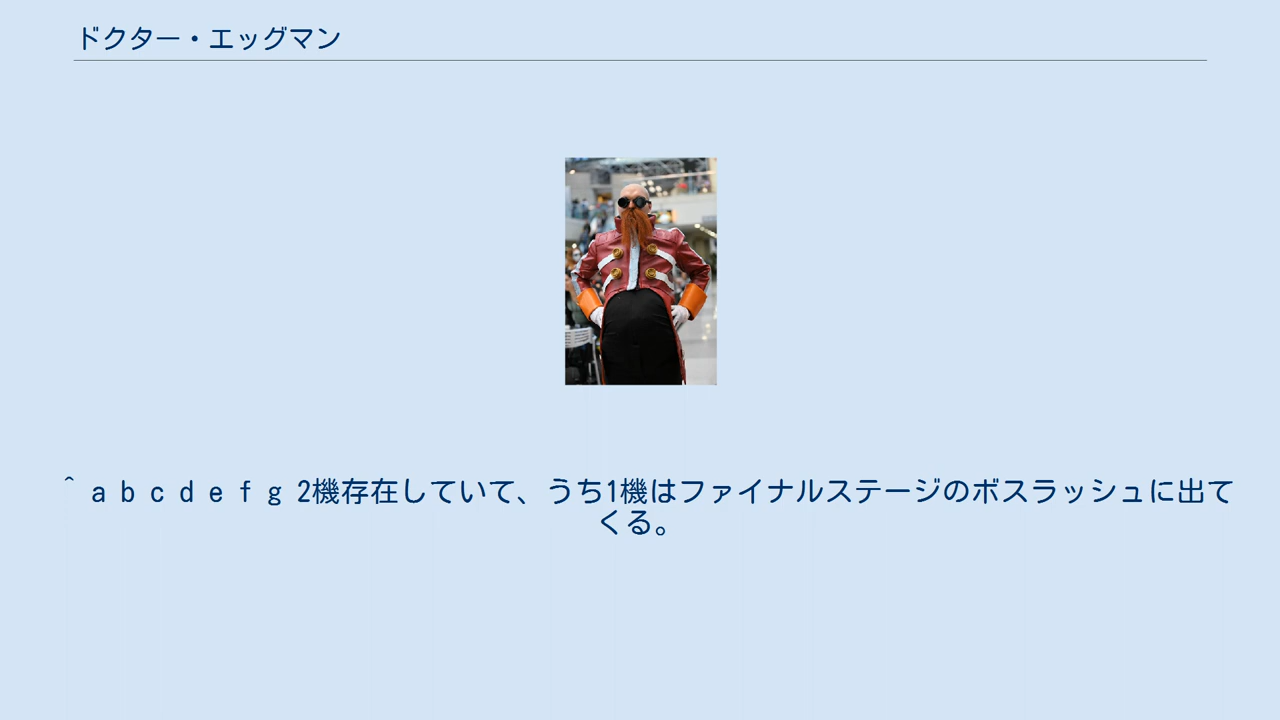 ドクター・エッグマン
^ a b c d e f g 2機存在していて、うち1機はファイナルステージのボスラッシュに出て
くる。